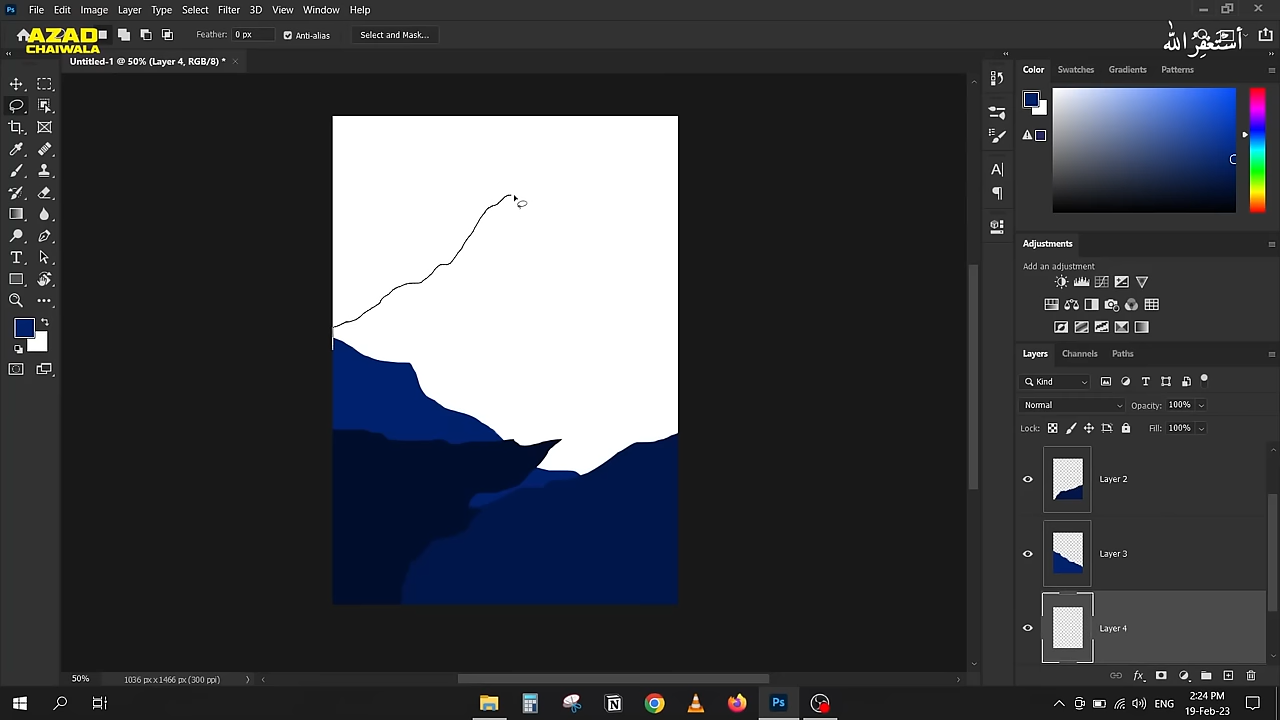 File Edit Image Layer Type Select Filter 3D View Window Help
AZAD
CHAIWALA
Feather: 0 px Anti-alias Select and Mask...
أستغفر الله
Untitled-1 @ 50% (Layer 4, RGB/8) * ×
Color Swatches Gradients Patterns
Adjustments
Add an adjustment
Layers Channels Paths
Kind
Normal Opacity: 100%
Lock: Fill: 100%
Layer 2
Layer 3
Layer 4
50% 1036 px x 1466 px (300 ppi)
ENG
2:24 PM
19-Feb-23